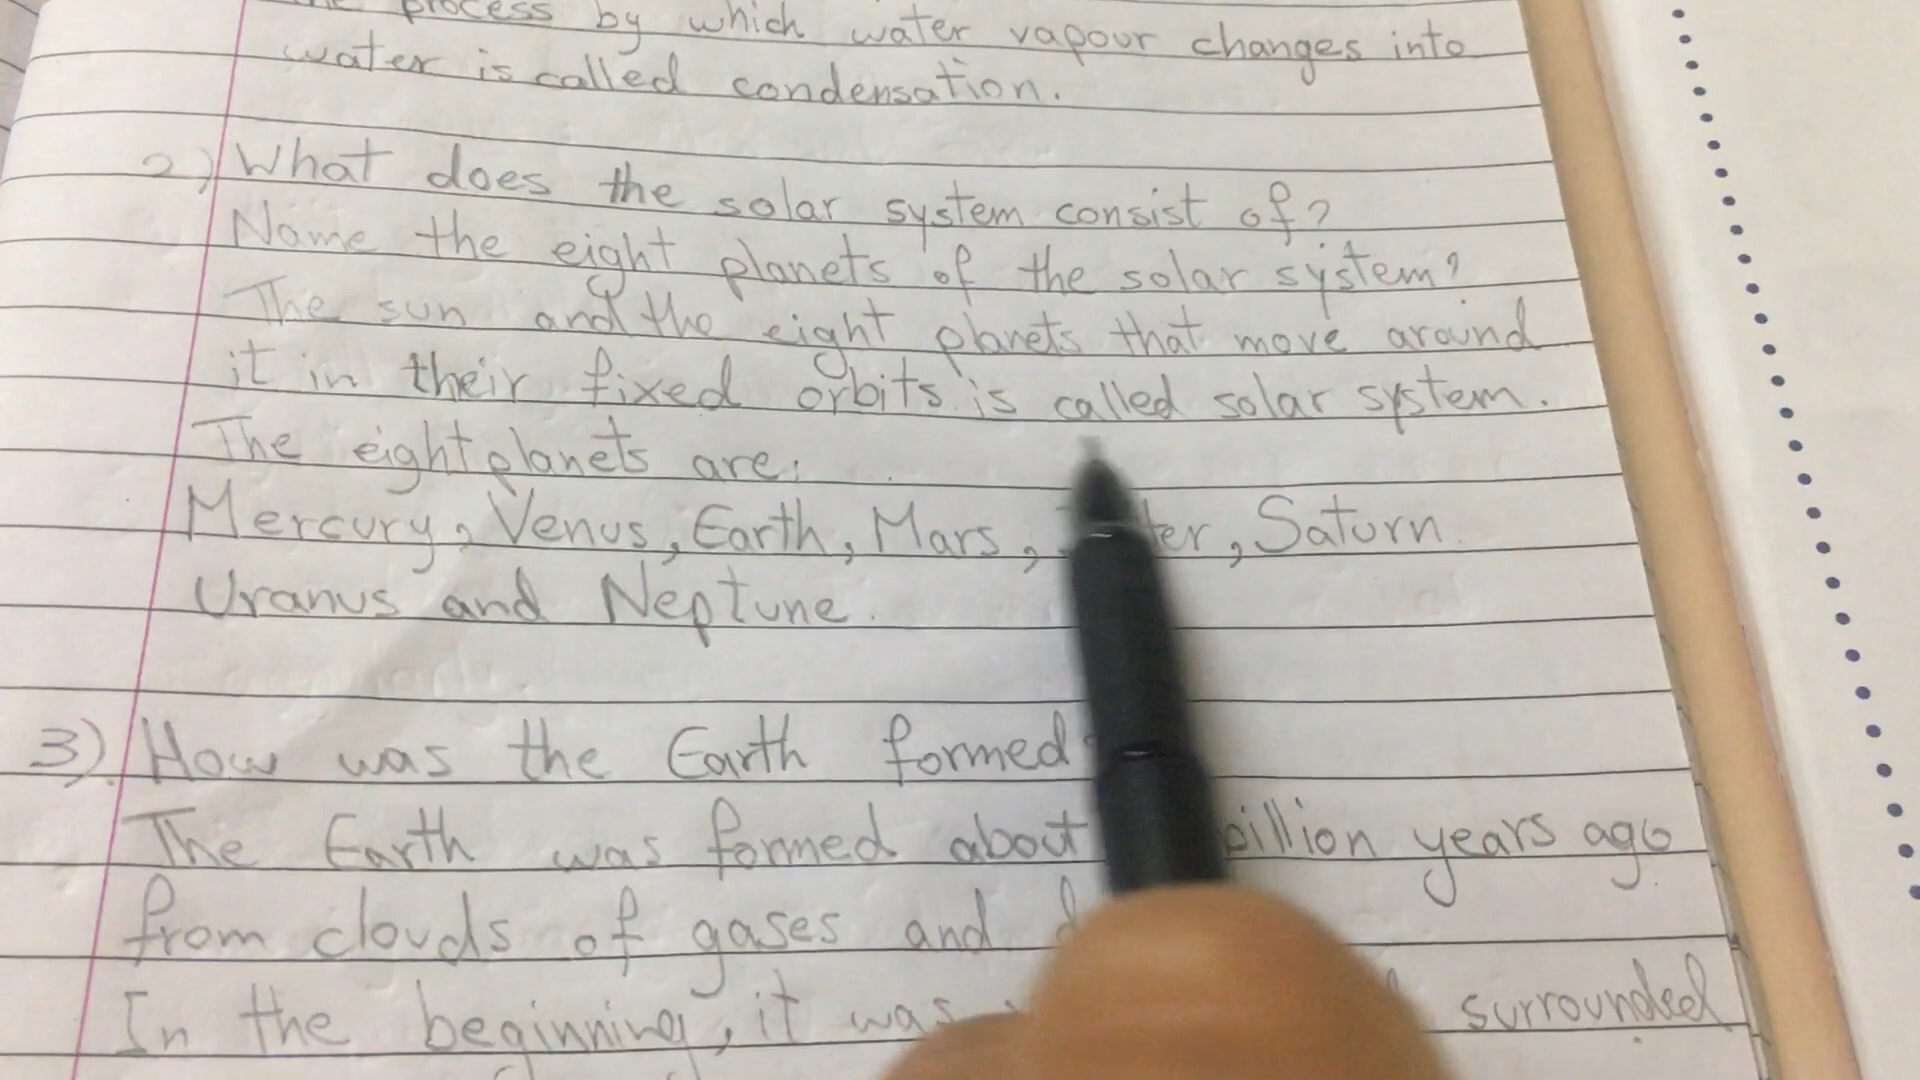 the process by which water vapour changes into
water is called condensation.
2) What does the solar system consist of?
Name the eight planets of the solar system?
The sun and the eight planets that move around
it in their fixed orbits is called solar system.
The eight planets are:
Mercury, Venus, Earth, Mars, ter, Saturn
Uranus and Neptune.
3). How was the Earth formed
The Earth was formed about billion years ago
from clouds of gases and
In the beginning, it was surrounded